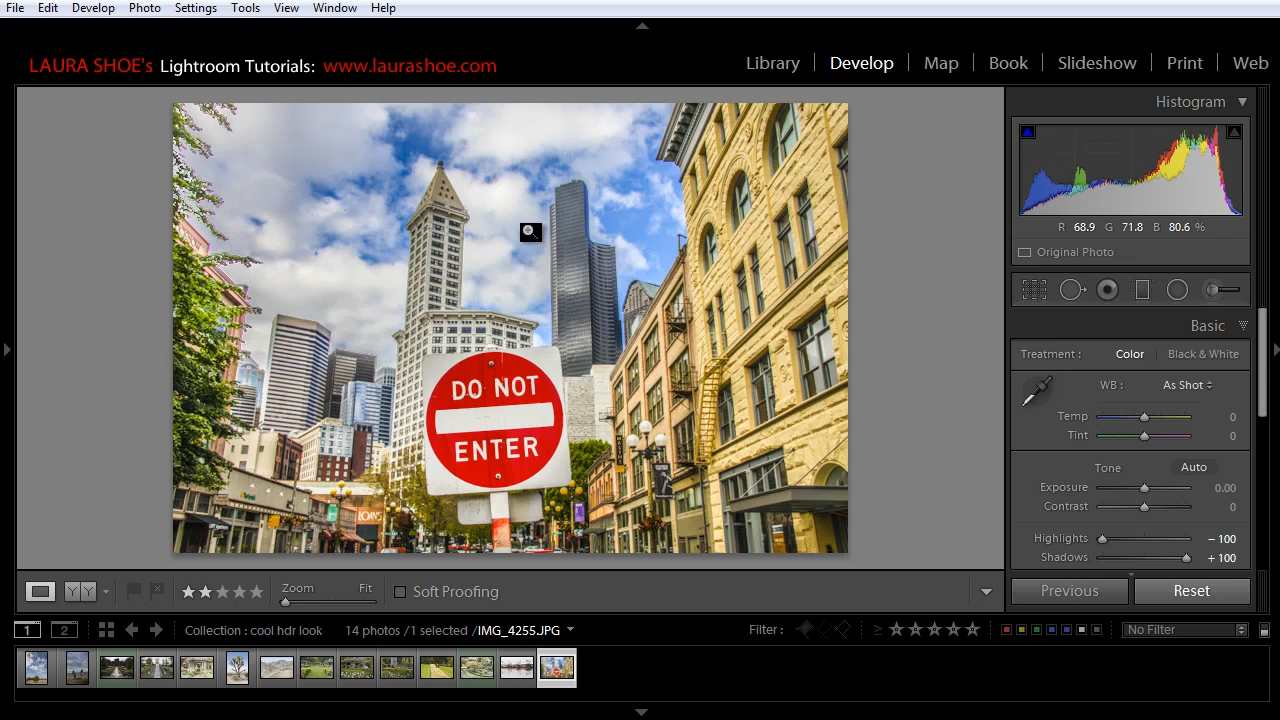 File Edit Develop Photo Settings Tools View Window Help
LAURA SHOE's Lightroom Tutorials: www.laurashoe.com
Library Develop Map Book Slideshow Print Web
Histogram
R 68.9 G 71.8 B 80.6 %
Original Photo
Basic
Treatment : Color Black & White
WB : As Shot
Temp 0
Tint 0
Tone Auto
Exposure 0.00
Contrast 0
Highlights – 100
Shadows + 100
DO NOT
ENTER
LOANS
Y Y Zoom Fit Soft Proofing
Previous Reset
1 2 Collection : cool hdr look 14 photos /1 selected /IMG_4255.JPG Filter : ≥ No Filter